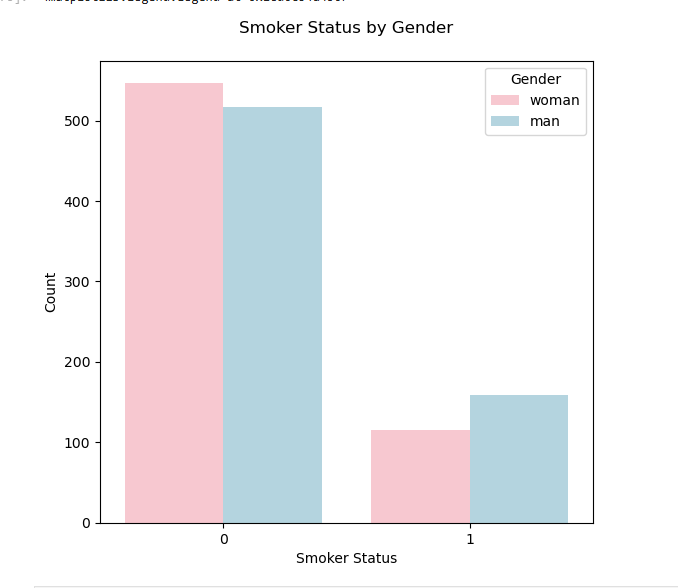 Smoker Status by Gender
Gender
woman
man
500
400
300
200
100
0
Count
0 1
Smoker Status